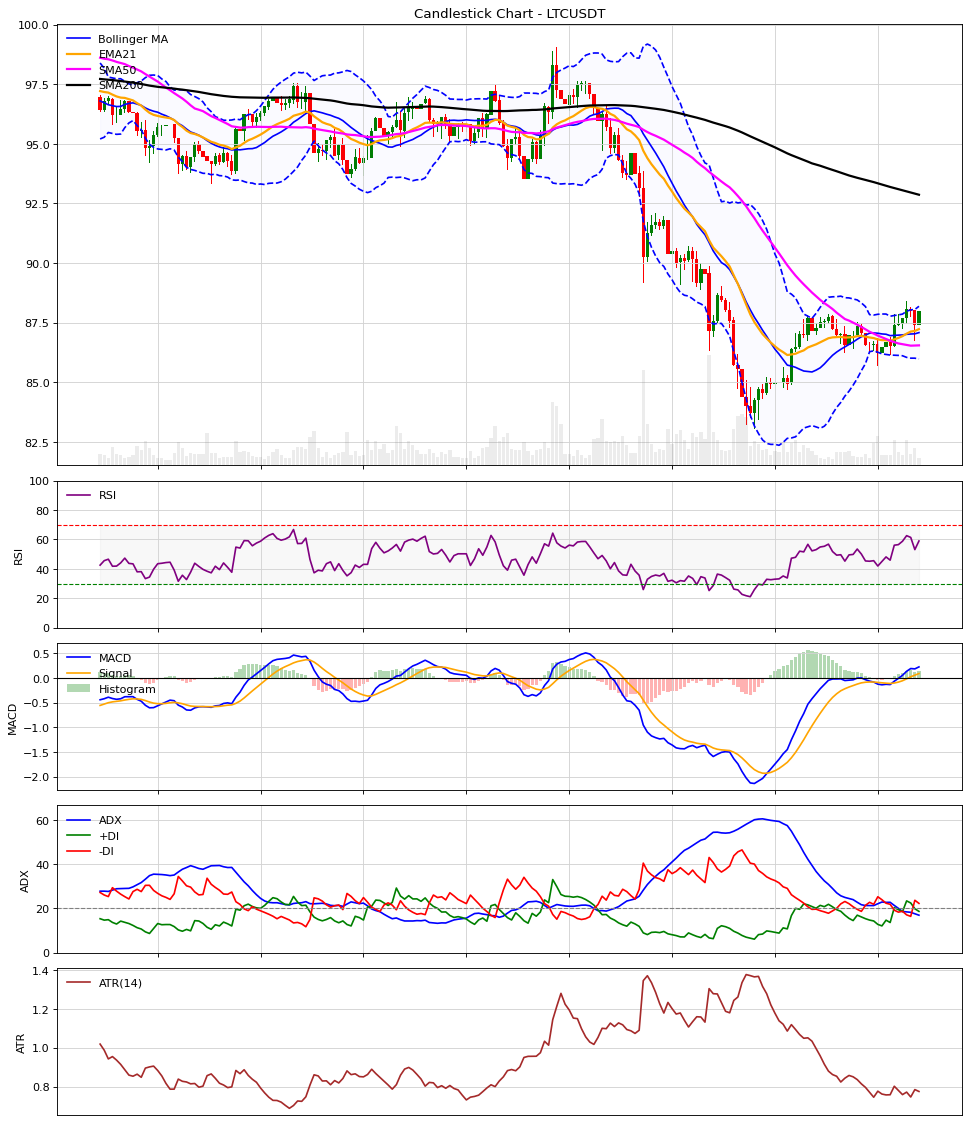 Candlestick Chart - LTCUSDT
100.0
97.5
95.0
92.5
90.0
87.5
85.0
82.5
Bollinger MA
EMA21
SMA50
SMA200
100
80
60
40
20
0
RSI
RSI
0.5
0.0
−0.5
−1.0
−1.5
−2.0
MACD
MACD
Signal
Histogram
60
40
20
0
ADX
ADX
+DI
-DI
1.4
1.2
1.0
0.8
ATR
ATR(14)